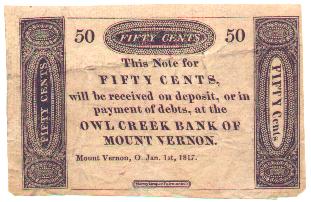 FIFTY CENTS
50
50
This Note for
FIFTY CENTS,
will be received on deposit, or in
payment of debts, at the
OWL CREEK BANK OF
MOUNT VERNON.
Mount Vernon, O. Jan. 1st, 1817.
FIFTY CENTS
FIFTY Cents